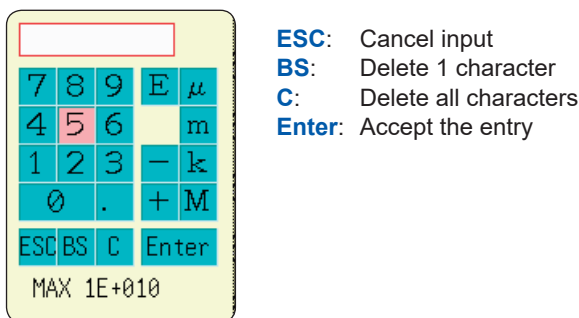 7 8 9 E μ
4 5 6 m
1 2 3 − k
0 . + M
ESC BS C Enter
MAX 1E+010
ESC: Cancel input
BS: Delete 1 character
C: Delete all characters
Enter: Accept the entry